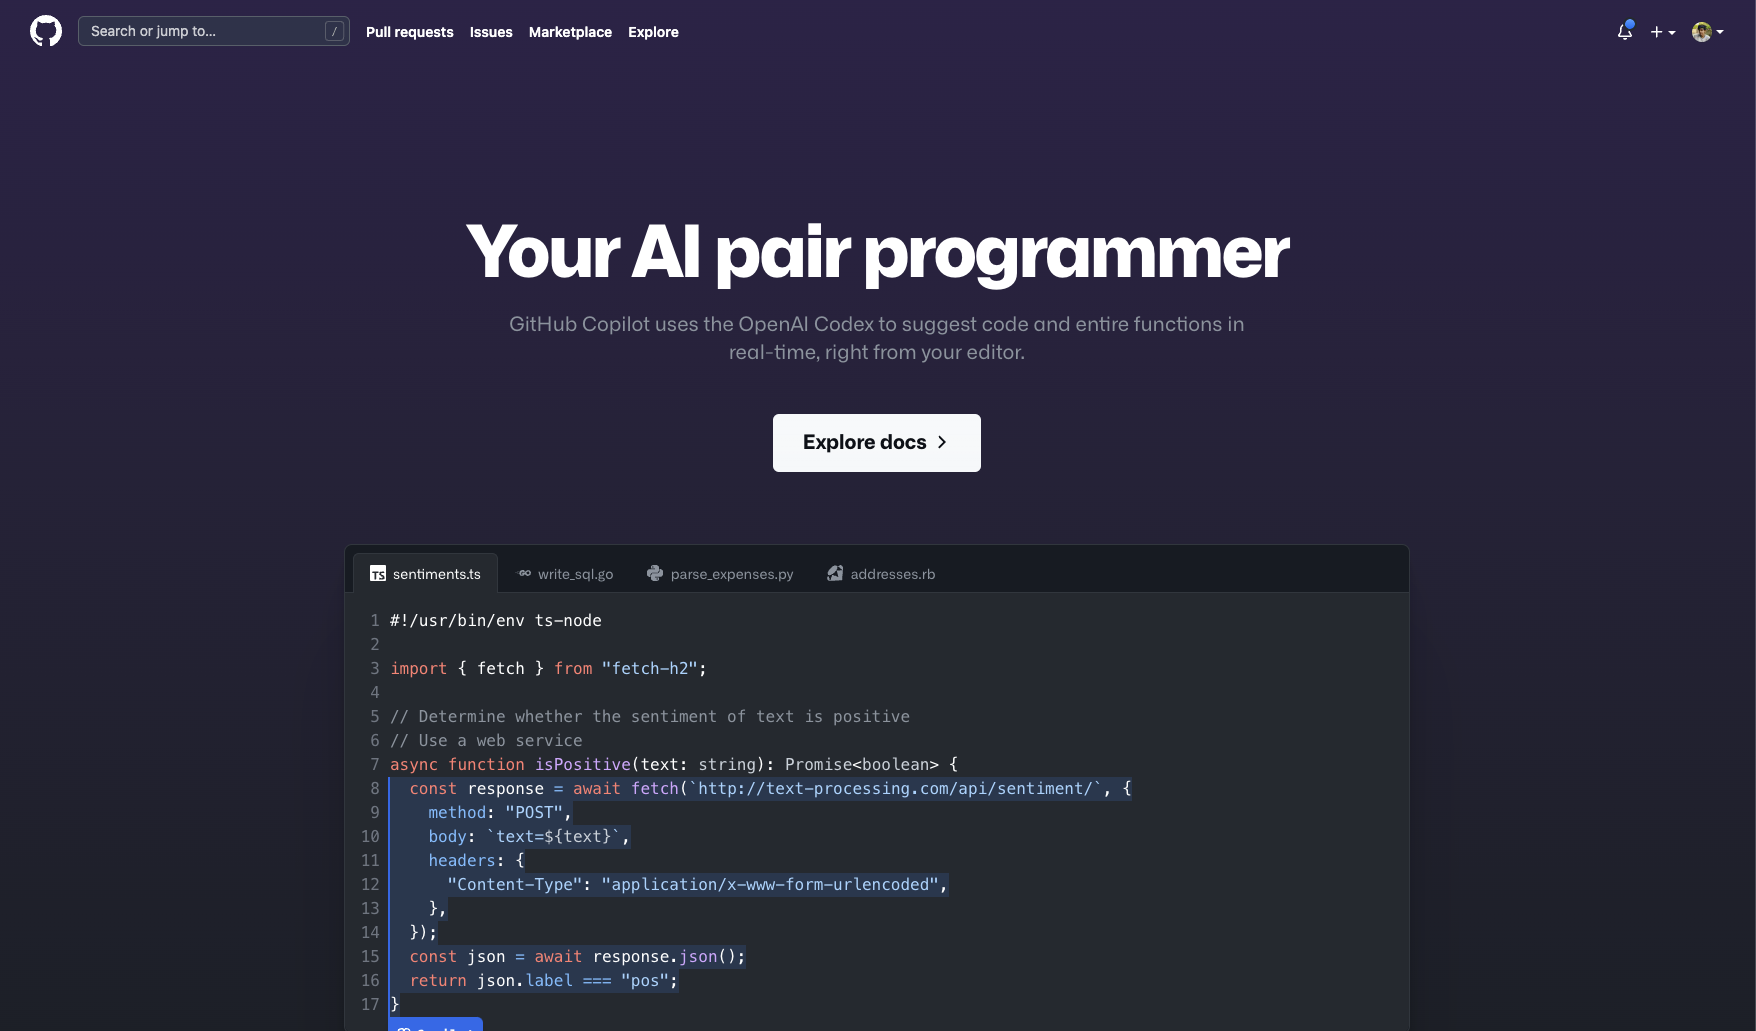 Search or jump to... /
Pull requests Issues Marketplace Explore
Your AI pair programmer
GitHub Copilot uses the OpenAI Codex to suggest code and entire functions in
real-time, right from your editor.
Explore docs
TS sentiments.ts
GO write_sql.go
parse_expenses.py
addresses.rb
1 #!/usr/bin/env ts-node
2
3 import { fetch } from "fetch-h2";
4
5 // Determine whether the sentiment of text is positive
6 // Use a web service
7 async function isPositive(text: string): Promise<boolean> {
8   const response = await fetch(`http://text-processing.com/api/sentiment/`, {
9     method: "POST",
10     body: `text=${text}`,
11     headers: {
12       "Content-Type": "application/x-www-form-urlencoded",
13     },
14   });
15   const json = await response.json();
16   return json.label === "pos";
17 }